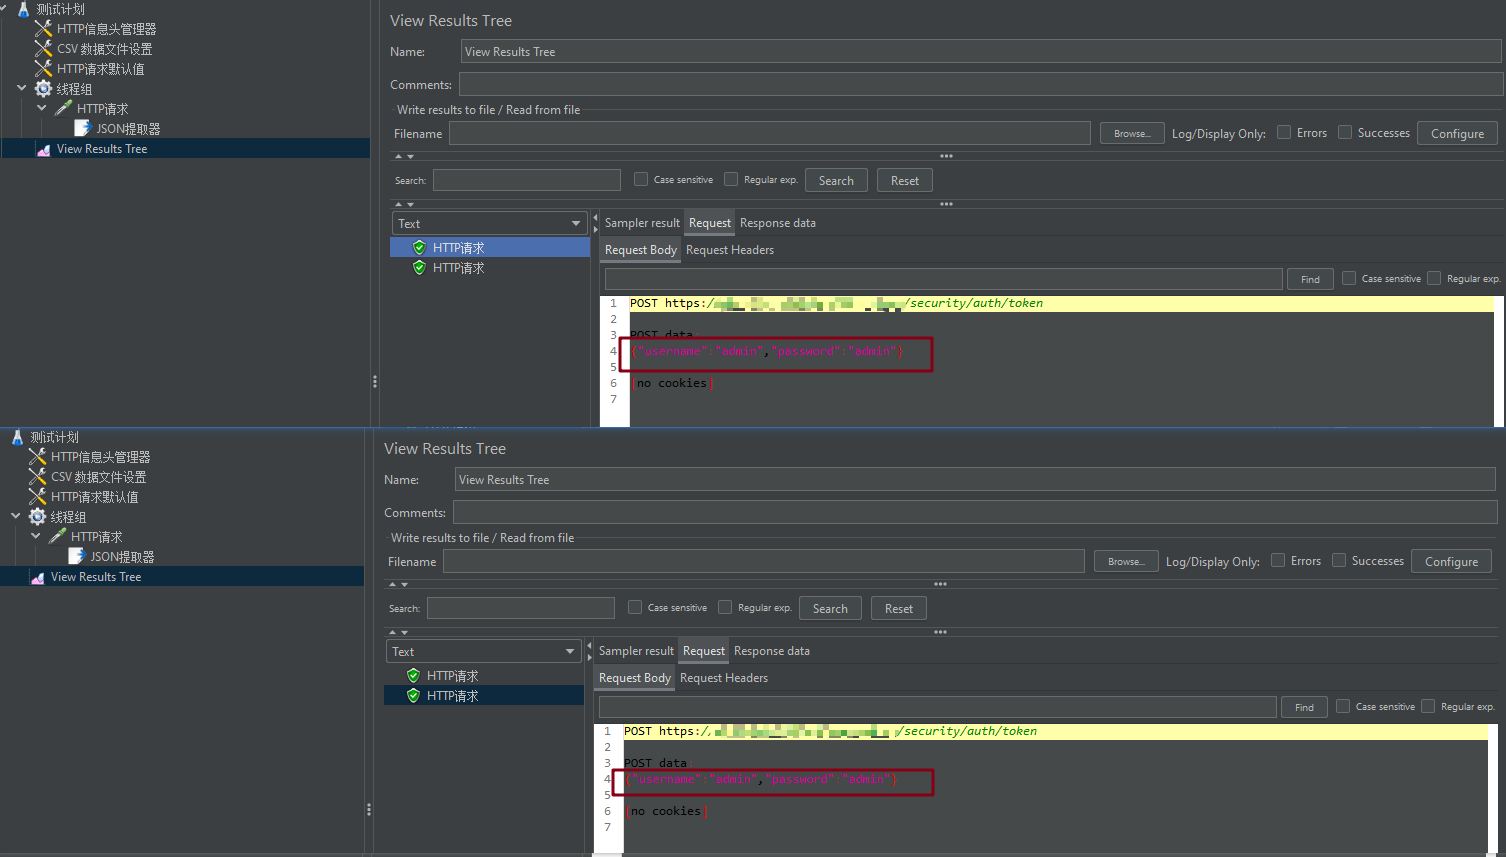 测试计划
HTTP信息头管理器
CSV 数据文件设置
HTTP请求默认值
线程组
HTTP请求
JSON提取器
View Results Tree
View Results Tree
Name: View Results Tree
Comments:
Write results to file / Read from file
Filename Browse... Log/Display Only: Errors Successes Configure
Search: Case sensitive Regular exp. Search Reset
Text
HTTP请求
HTTP请求
Sampler result Request Response data
Request Body Request Headers
Find Case sensitive Regular exp.
1 POST https:/ /security/auth/token
2
3 POST data
4 {"username":"admin","password":"admin"}
5
6 [no cookies]
7
测试计划
HTTP信息头管理器
CSV 数据文件设置
HTTP请求默认值
线程组
HTTP请求
JSON提取器
View Results Tree
View Results Tree
Name: View Results Tree
Comments:
Write results to file / Read from file
Filename Browse... Log/Display Only: Errors Successes Configure
Search: Case sensitive Regular exp. Search Reset
Text
HTTP请求
HTTP请求
Sampler result Request Response data
Request Body Request Headers
Find Case sensitive Regular exp.
1 POST https:/ /security/auth/token
2
3 POST data:
4 {"username":"admin","password":"admin"}
5
6 [no cookies]
7